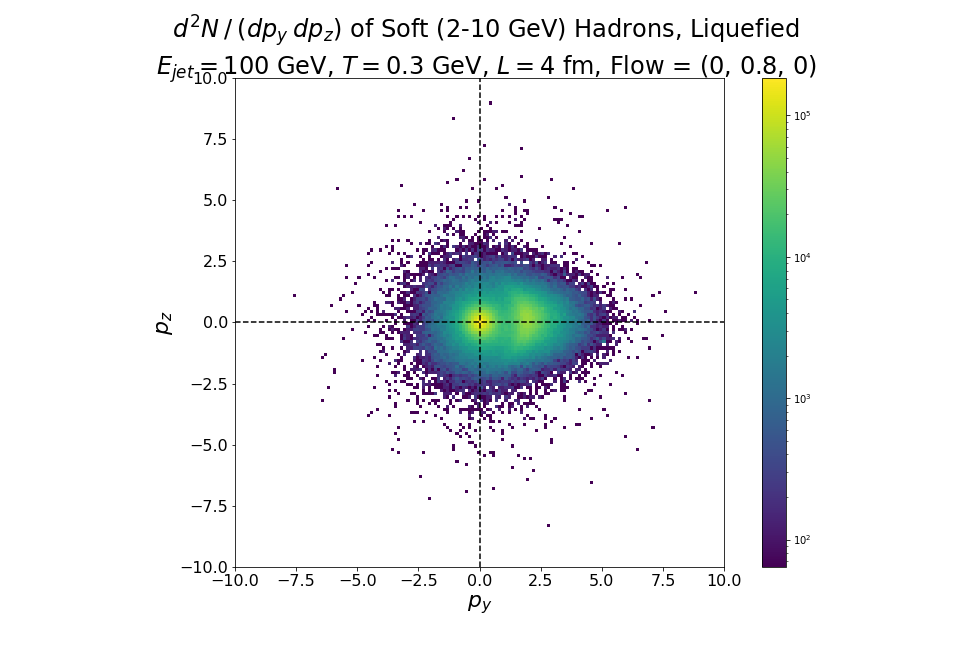 d²N / (dp_y dp_z) of Soft (2-10 GeV) Hadrons, Liquefied
E_jet = 100 GeV, T = 0.3 GeV, L = 4 fm, Flow = (0, 0.8, 0)
10.0
7.5
5.0
2.5
0.0
−2.5
−5.0
−7.5
−10.0
p_z
−10.0 −7.5 −5.0 −2.5 0.0 2.5 5.0 7.5 10.0
p_y
10⁵
10⁴
10³
10²